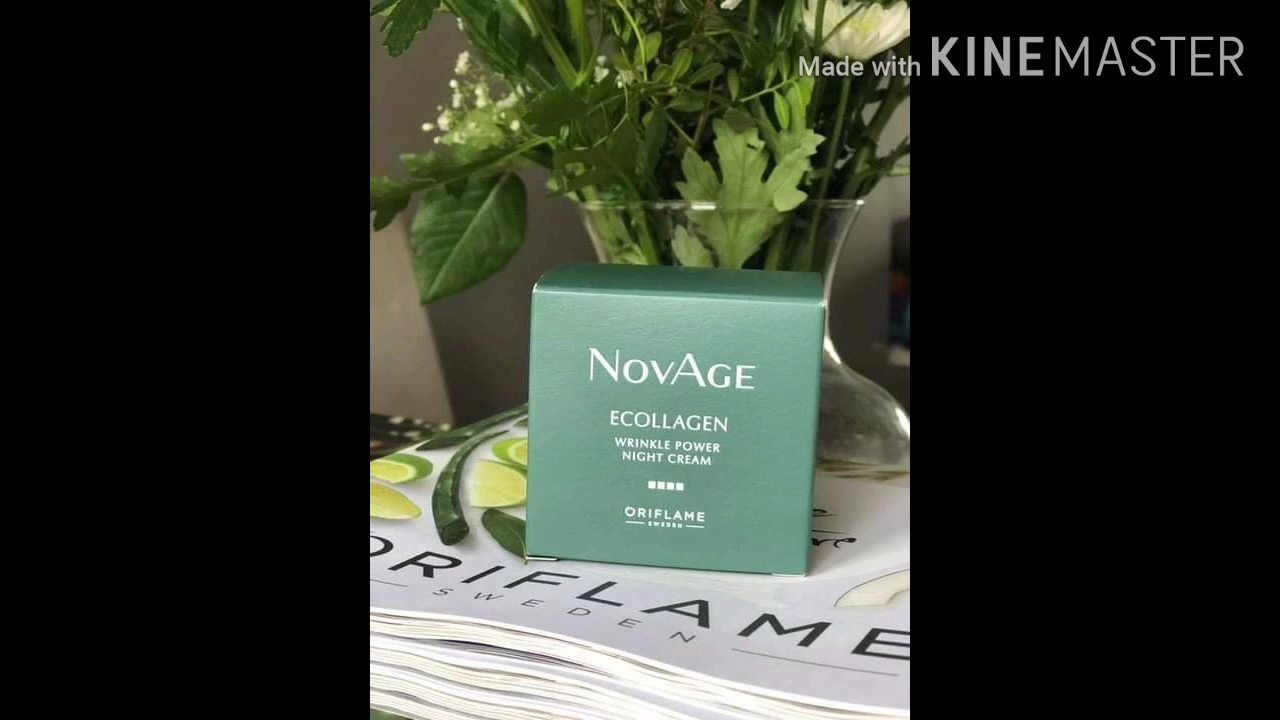 Made with KINEMASTER
NOVAGE
ECOLLAGEN
WRINKLE POWER
NIGHT CREAM
ORIFLAME
SWEDEN
ORIFLAME
SWEDEN